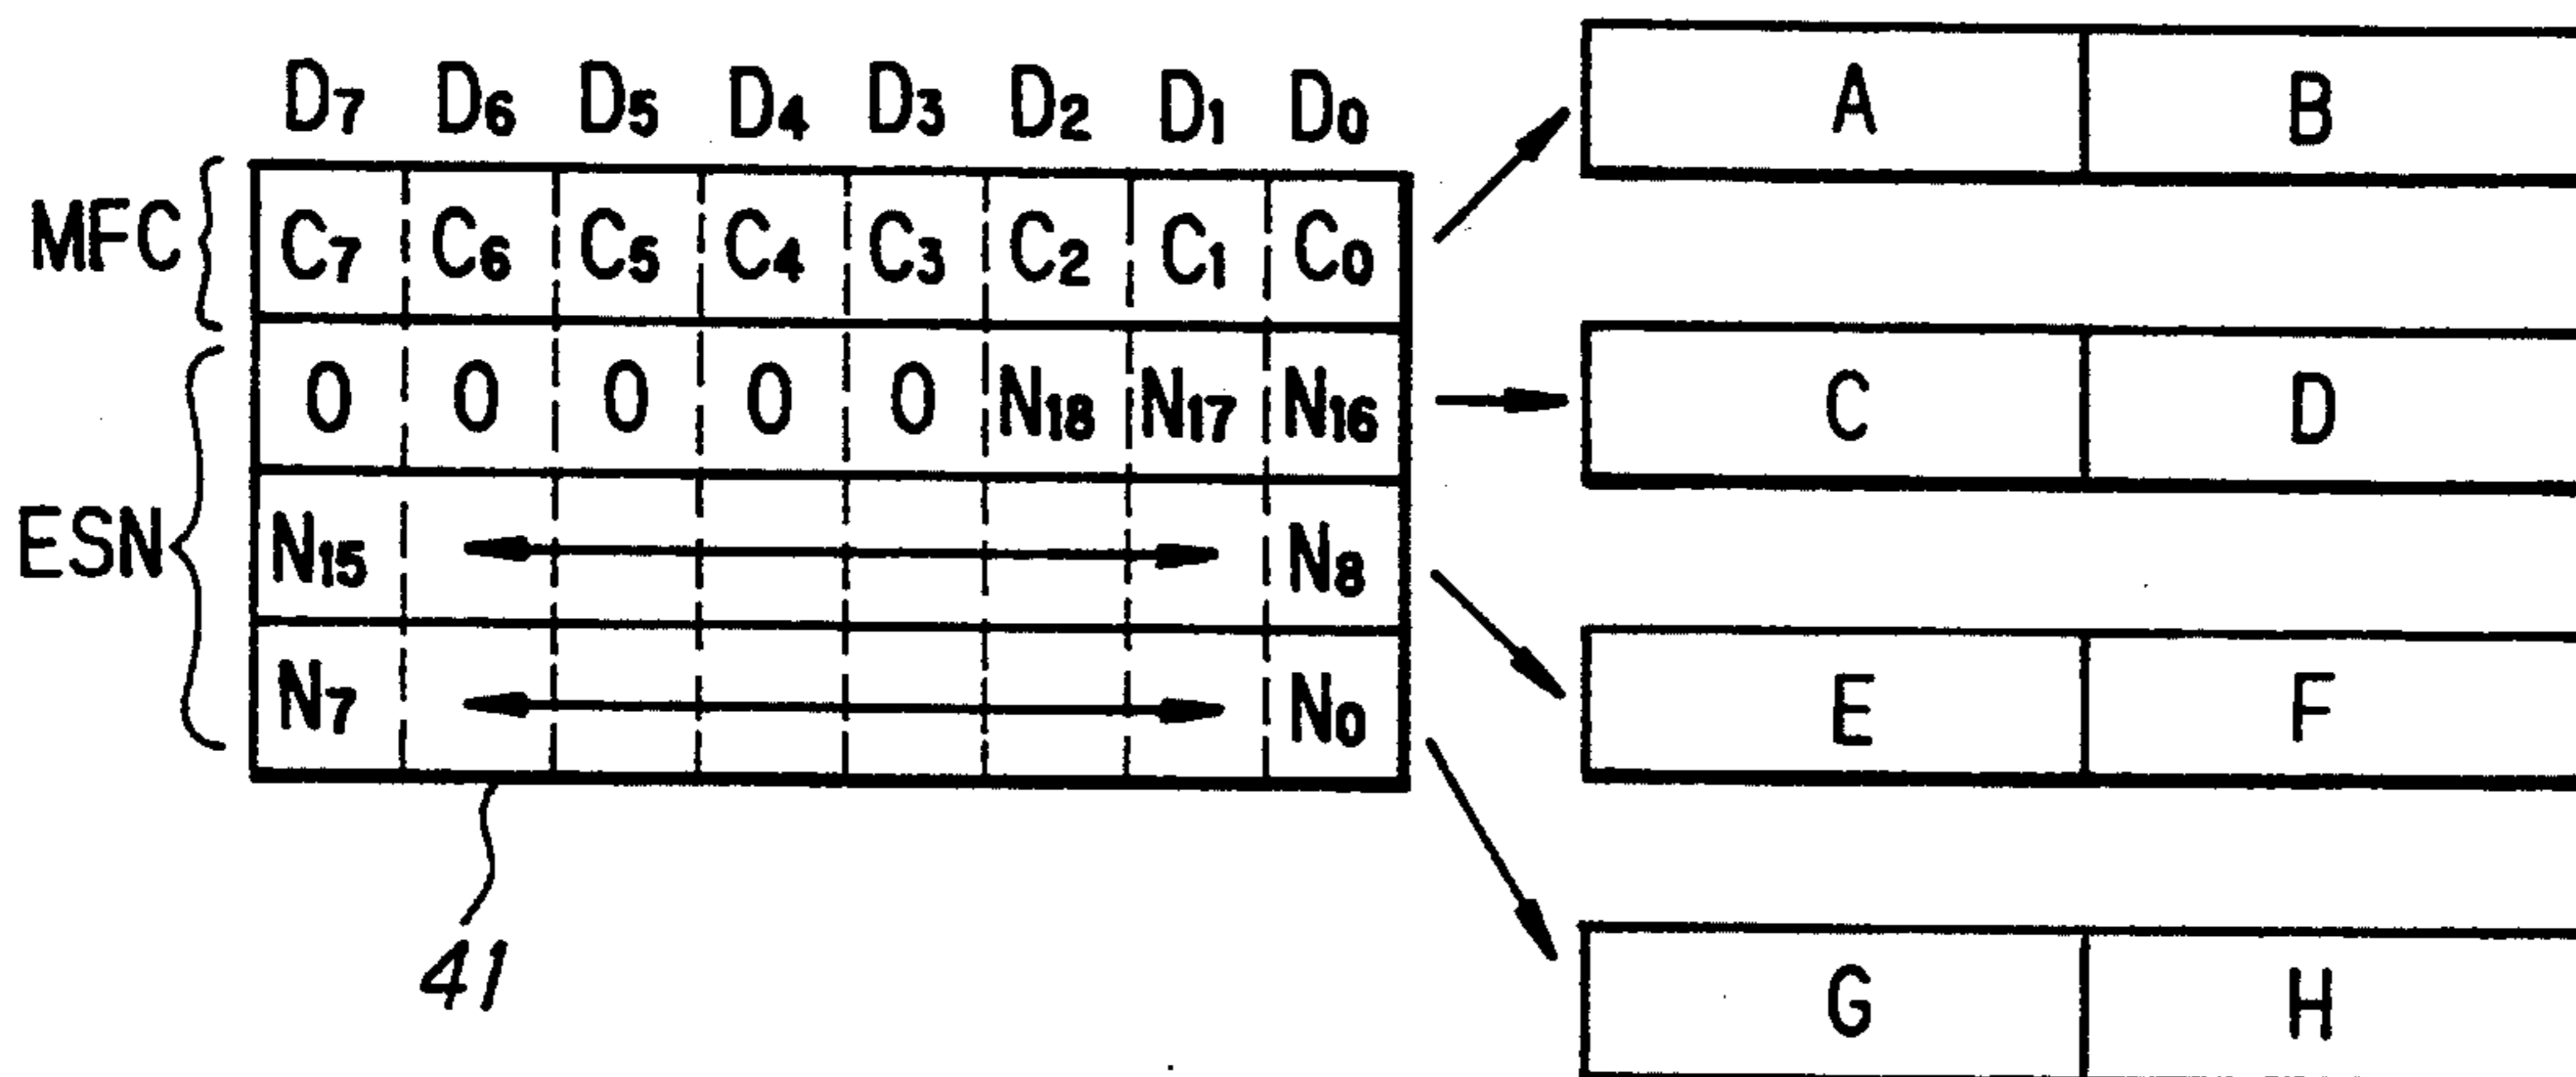 D7 D6 D5 D4 D3 D2 D1 D0
MFC C7 C6 C5 C4 C3 C2 C1 C0
0 0 0 0 0 N18 N17 N16
ESN
N15 N8
N7 N0
41
A B
C D
E F
G H